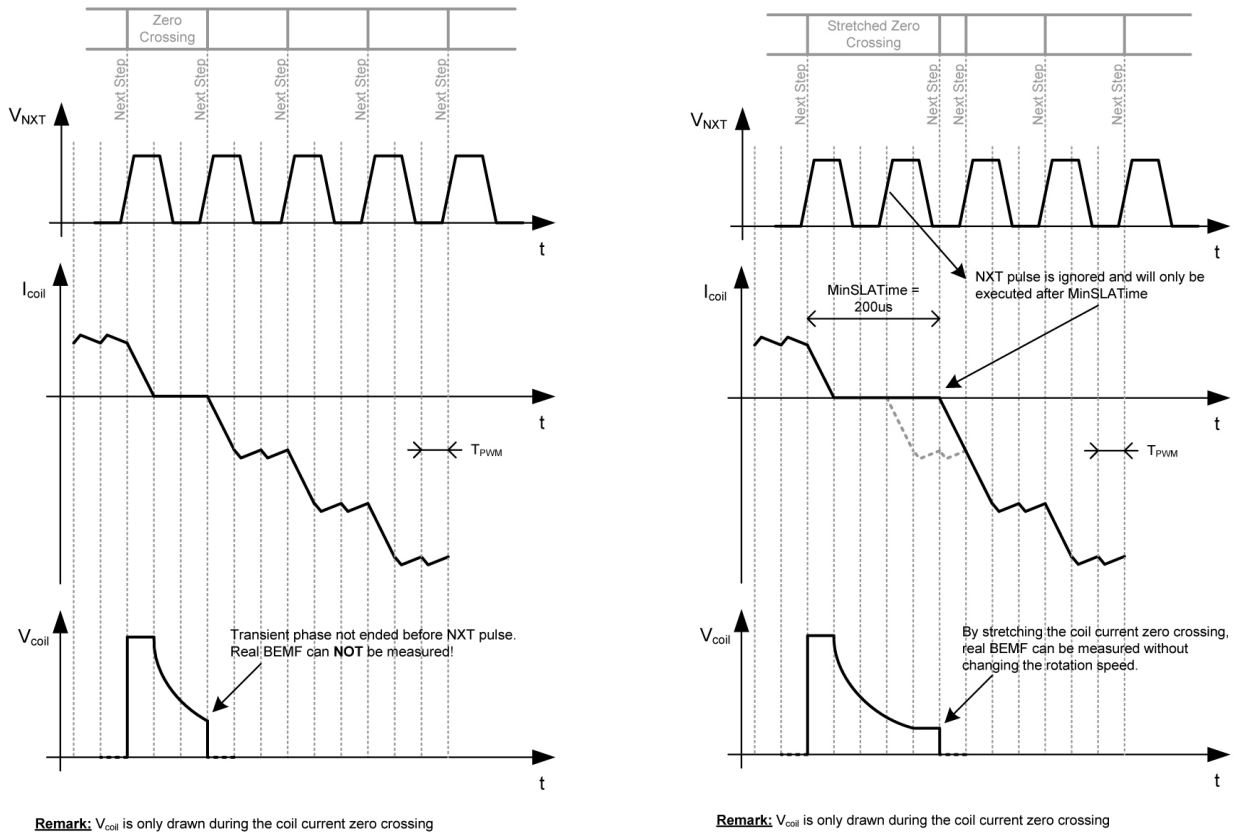 Zero
Crossing
Next Step
Next Step
Next Step
Next Step
Next Step
VNXT
t
Icoil
t
TPWM
Vcoil
Transient phase not ended before NXT pulse.
Real BEMF can NOT be measured!
t
Remark: Vcoil is only drawn during the coil current zero crossing
Stretched Zero
Crossing
Next Step
Next Step
Next Step
Next Step
Next Step
VNXT
t
NXT pulse is ignored and will only be
executed after MinSLATime
Icoil
MinSLATime =
200us
t
TPWM
Vcoil
By stretching the coil current zero crossing,
real BEMF can be measured without
changing the rotation speed.
t
Remark: Vcoil is only drawn during the coil current zero crossing